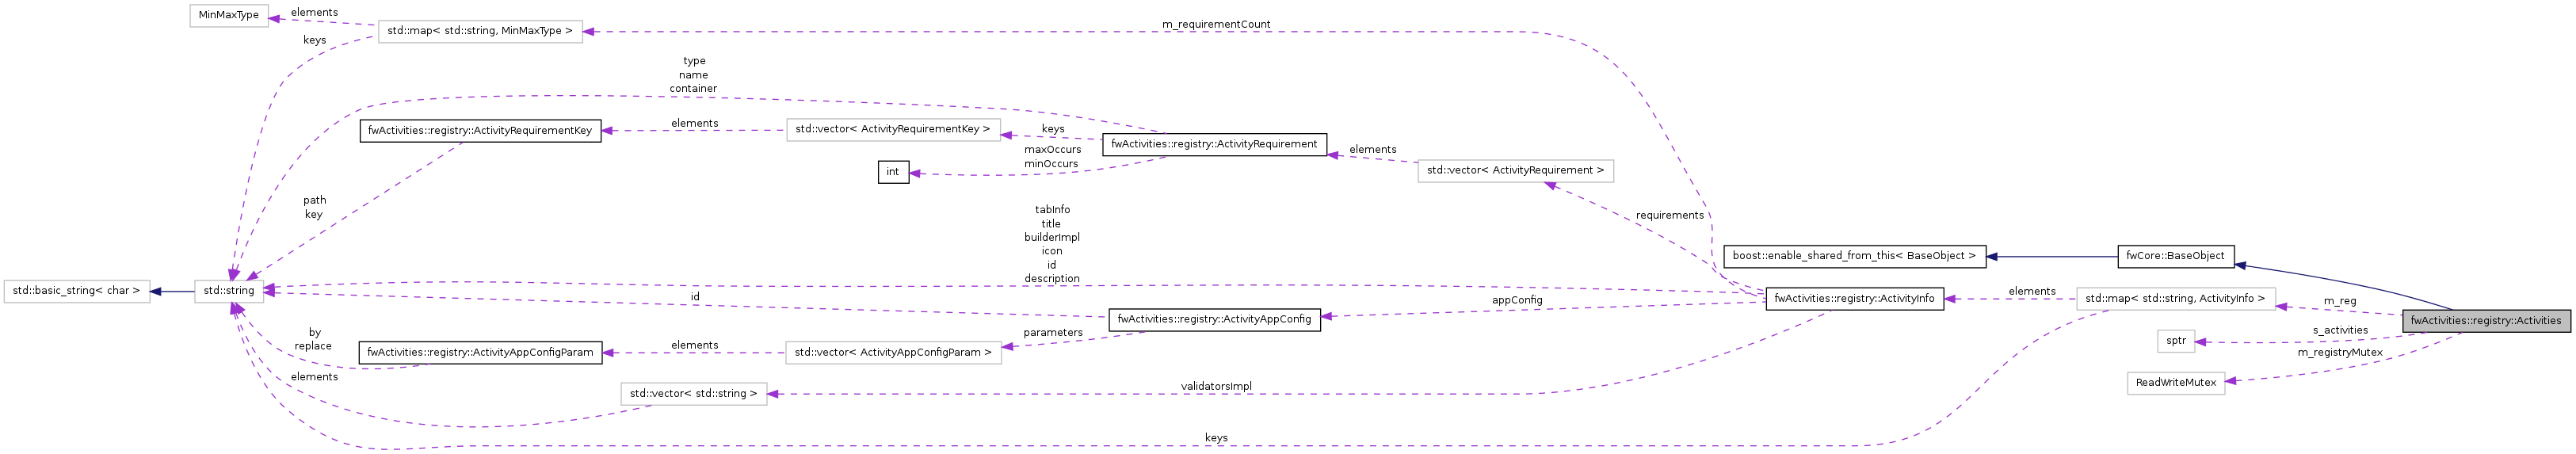 MinMaxType
elements
std::map< std::string, MinMaxType >
m_requirementCount
keys
type
name
container
fwActivities::registry::ActivityRequirementKey
elements
std::vector< ActivityRequirementKey >
keys
fwActivities::registry::ActivityRequirement
maxOccurs
minOccurs
int
elements
std::vector< ActivityRequirement >
path
key
requirements
tabInfo
title
builderImpl
icon
id
description
boost::enable_shared_from_this< BaseObject >
fwCore::BaseObject
std::basic_string< char >
std::string
id
appConfig
fwActivities::registry::ActivityInfo
elements
std::map< std::string, ActivityInfo >
m_reg
fwActivities::registry::Activities
fwActivities::registry::ActivityAppConfig
parameters
by
replace
fwActivities::registry::ActivityAppConfigParam
elements
std::vector< ActivityAppConfigParam >
s_activities
sptr
m_registryMutex
ReadWriteMutex
elements
std::vector< std::string >
validatorsImpl
keys